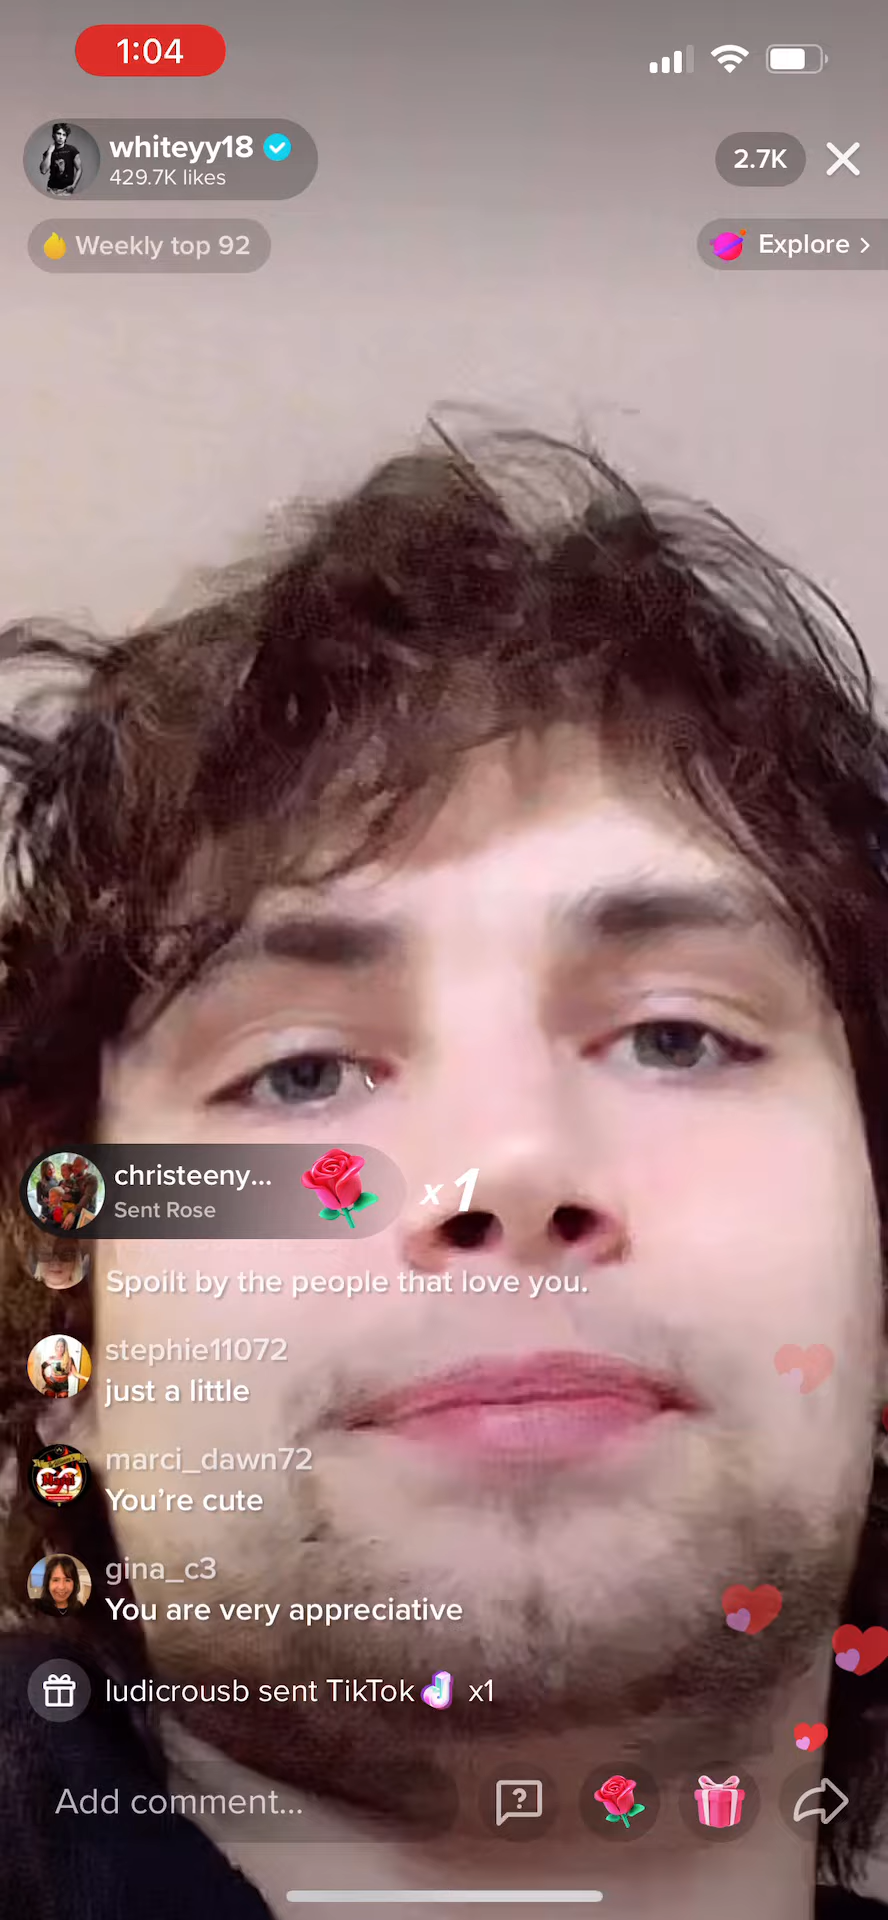 1:04
whiteyy18
429.7K likes
2.7K
Weekly top 92
Explore >
christeeny...
Sent Rose
x1
Spoilt by the people that love you.
stephie11072
just a little
marci_dawn72
You're cute
gina_c3
You are very appreciative
ludicrousb sent TikTok x1
Add comment...